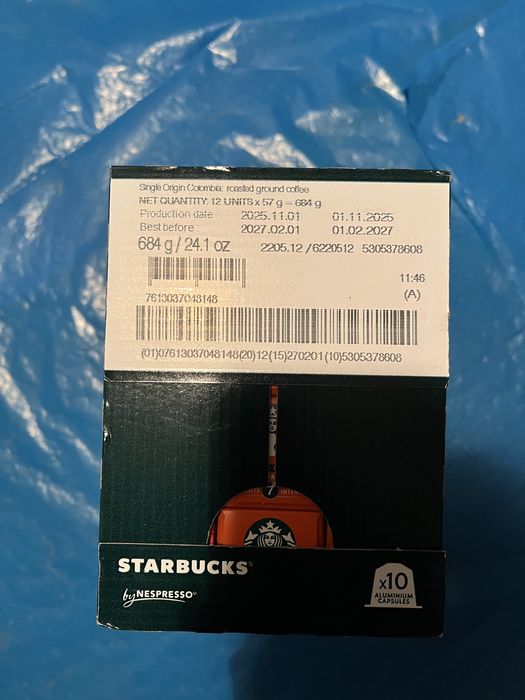 Single Origin Colombia: roasted ground coffee
NET QUANTITY: 12 UNITS x 57 g = 684 g
Production date : 2025.11.01 01.11.2025
Best before : 2027.02.01 01.02.2027
684 g / 24.1 oz 2205.12 /6220512 5305378608
11:46
7613037048148 (A)
(01)07613037048148(20)12(15)270201(10)5305378608
STARBUCKS
by NESPRESSO
x10
ALUMINIUM
CAPSULES